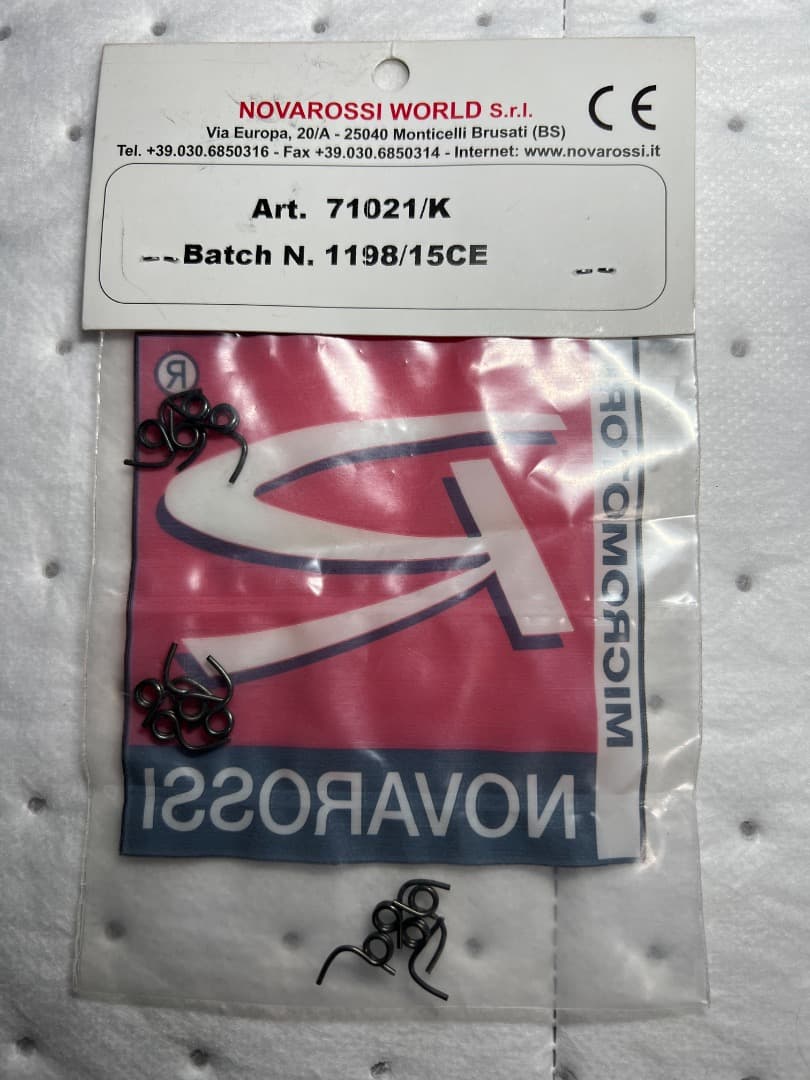 NOVAROSSI WORLD S.r.l.
CE
Via Europa, 20/A - 25040 Monticelli Brusati (BS)
Tel. +39.030.6850316 - Fax +39.030.6850314 - Internet: www.novarossi.it
Art. 71021/K
Batch N. 1198/15CE
®
MICROMOTORI
NOVAROSSI